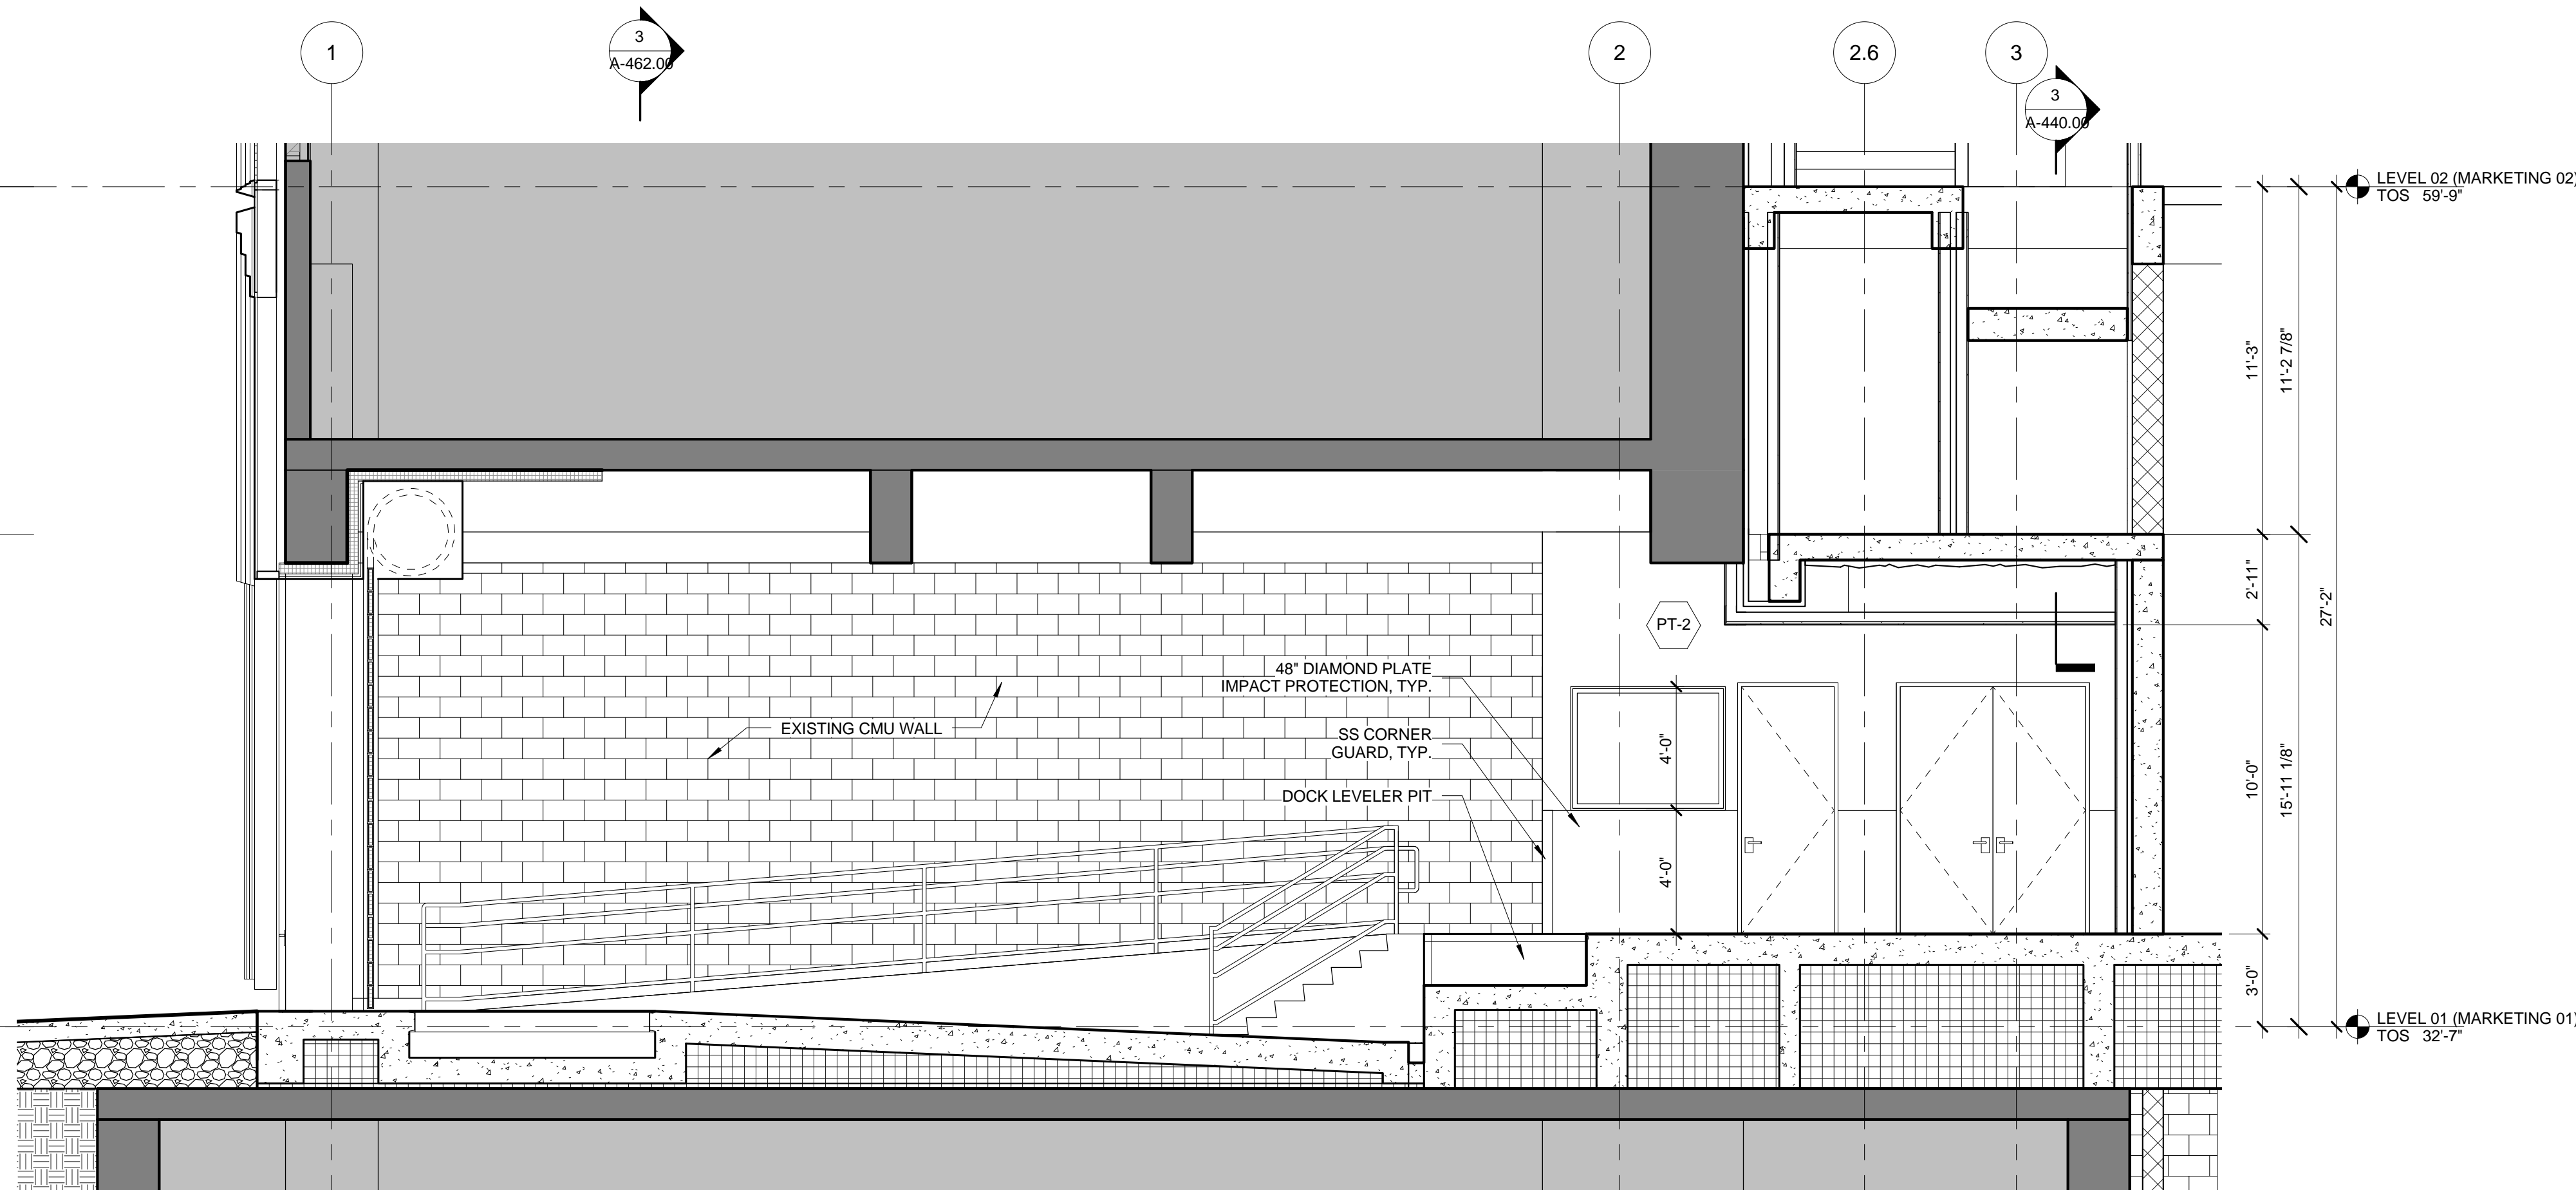 1
3
A-462.00
2
2.6
3
3
A-440.00
LEVEL 02 (MARKETING 02)
TOS 59'-9"
11'-3"
11'-2 7/8"
2'-11"
27'-2"
PT-2
48" DIAMOND PLATE
IMPACT PROTECTION, TYP.
EXISTING CMU WALL
SS CORNER
GUARD, TYP.
4'-0"
DOCK LEVELER PIT
10'-0"
15'-11 1/8"
4'-0"
3'-0"
LEVEL 01 (MARKETING 01)
TOS 32'-7"